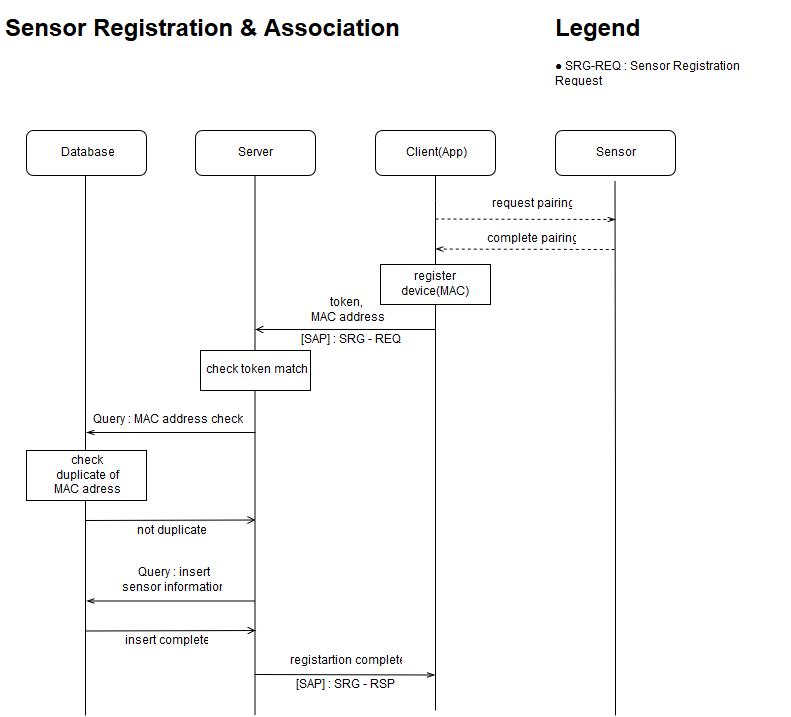 Sensor Registration & Association
Legend
● SRG-REQ : Sensor Registration
Request
Database
Server
Client(App)
Sensor
request pairing
complete pairing
register
device(MAC)
token,
MAC address
[SAP] : SRG - REQ
check token match
Query : MAC address check
check
duplicate of
MAC adress
not duplicate
Query : insert
sensor information
insert complete
registartion complete
[SAP] : SRG - RSP